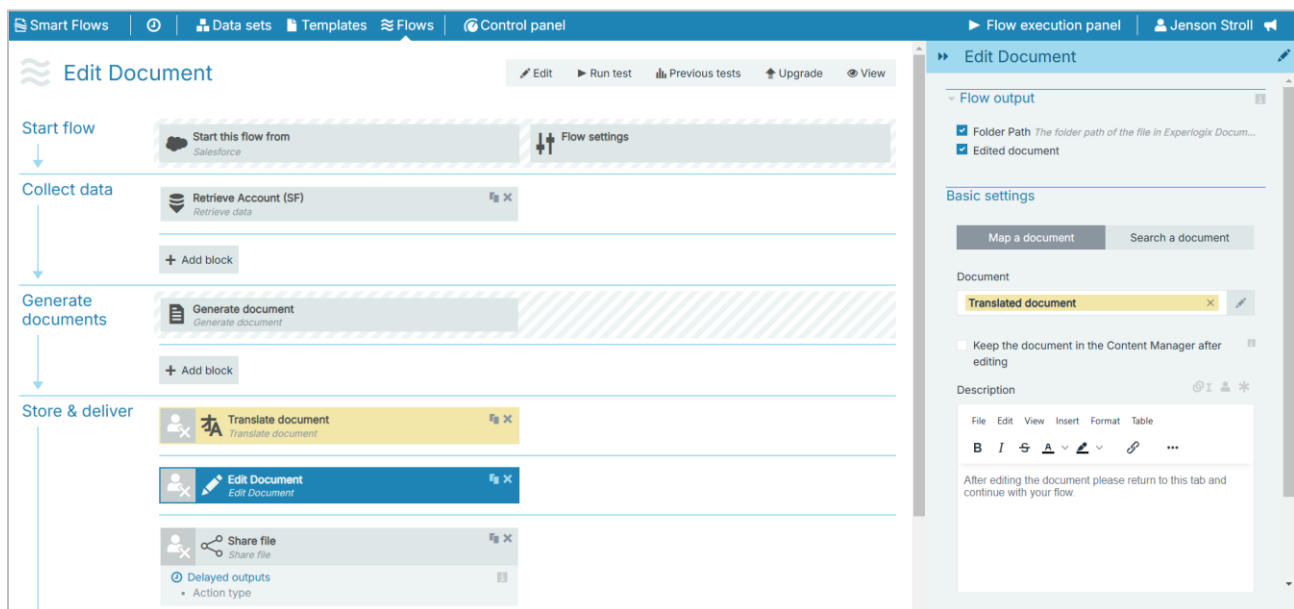 Smart Flows
Data sets
Templates
Flows
Control panel
Flow execution panel
Jenson Stroll
Edit Document
Edit
Run test
Previous tests
Upgrade
View
Start flow
Start this flow from
Salesforce
Flow settings
Collect data
Retrieve Account (SF)
Retrieve data
+ Add block
Generate
documents
Generate document
Generate document
+ Add block
Store & deliver
Translate document
Translate document
Edit Document
Edit Document
Share file
Share file
Delayed outputs
• Action type
Edit Document
Flow output
Folder Path The folder path of the file in Experlogix Docum...
Edited document
Basic settings
Map a document
Search a document
Document
Translated document
Keep the document in the Content Manager after
editing
Description
File Edit View Insert Format Table
B I S A ...
After editing the document please return to this tab and
continue with your flow.